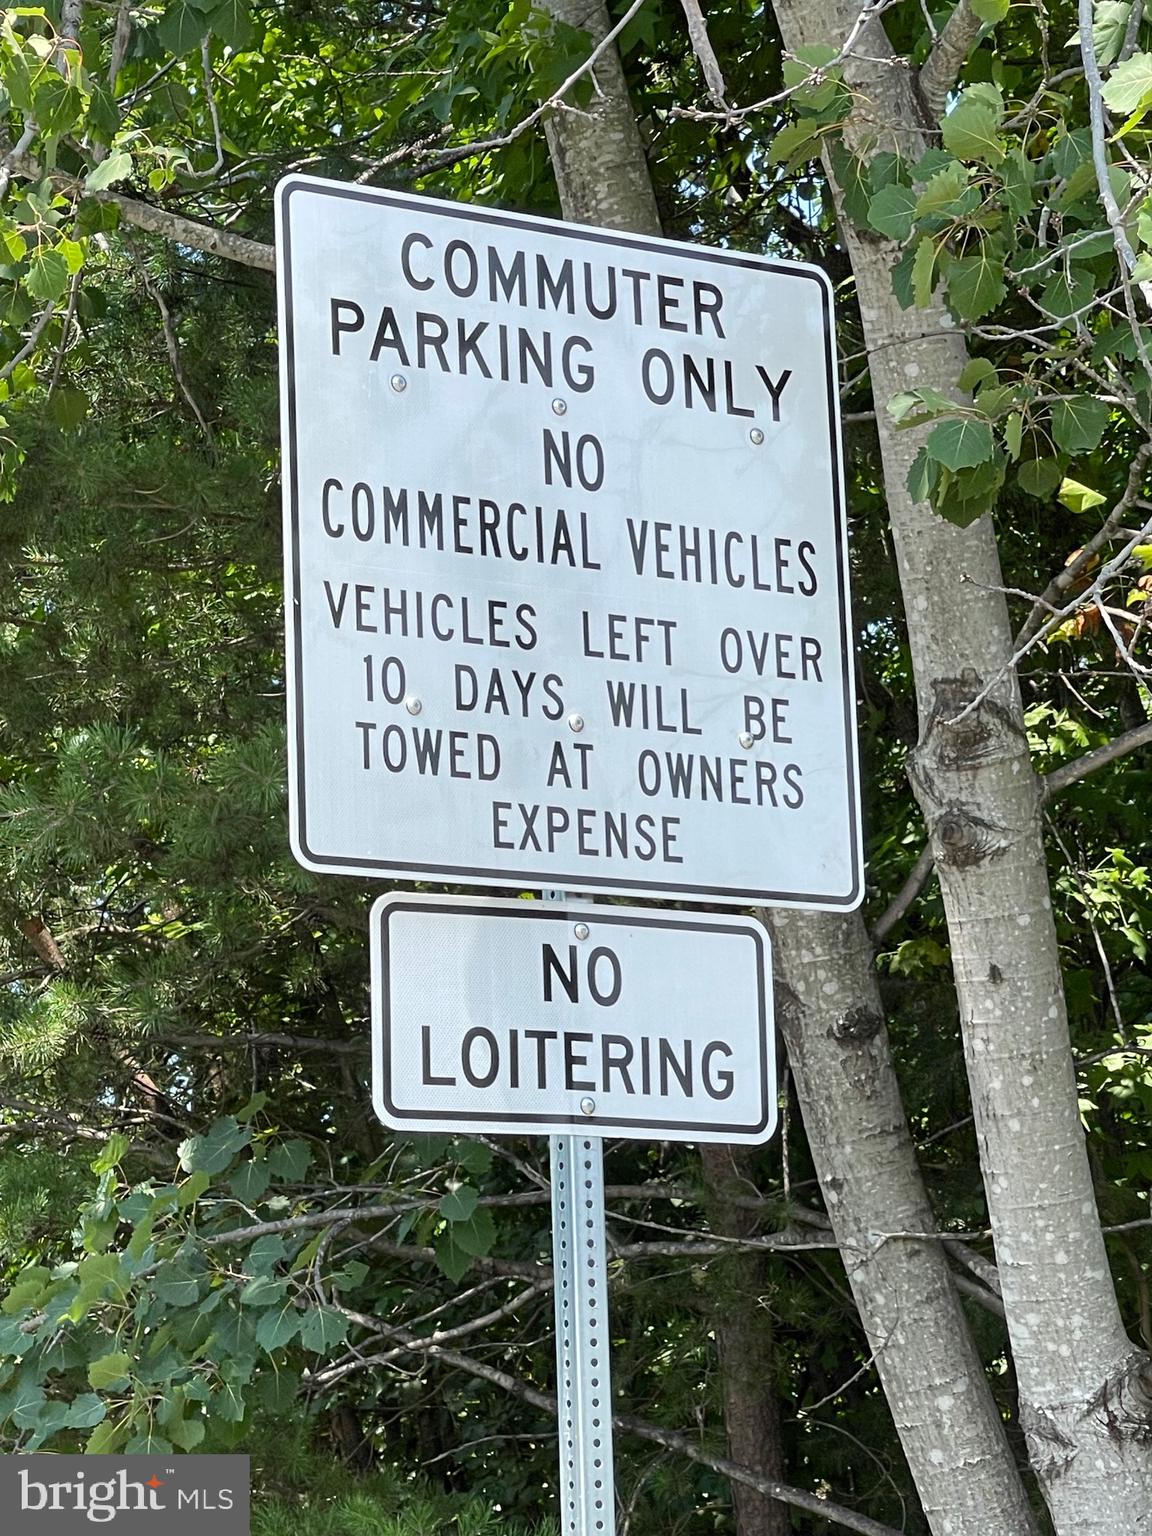 COMMUTER
PARKING ONLY
NO
COMMERCIAL VEHICLES
VEHICLES LEFT OVER
10 DAYS WILL BE
TOWED AT OWNERS
EXPENSE
NO
LOITERING
bright™ MLS